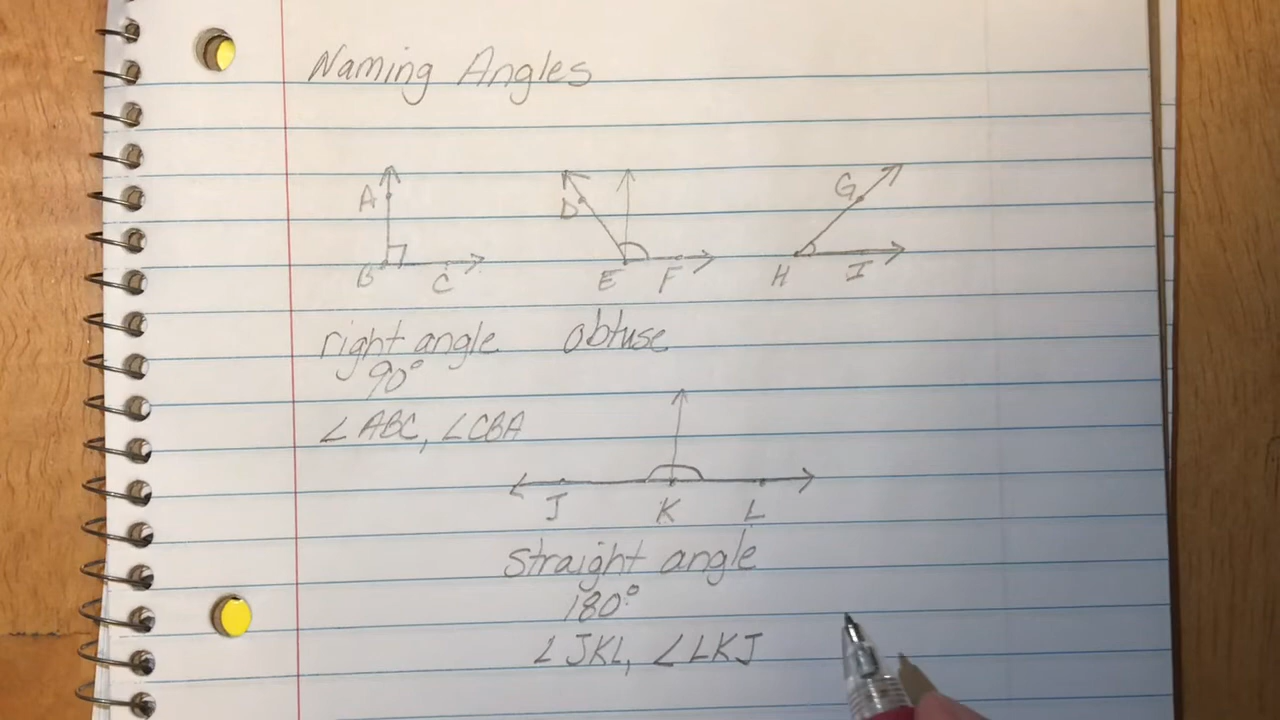 Naming Angles
A D G
B C E F H I
right angle obtuse
90°
∠ABC, ∠CBA
J K L
straight angle
180°
∠JKL, ∠LKJ